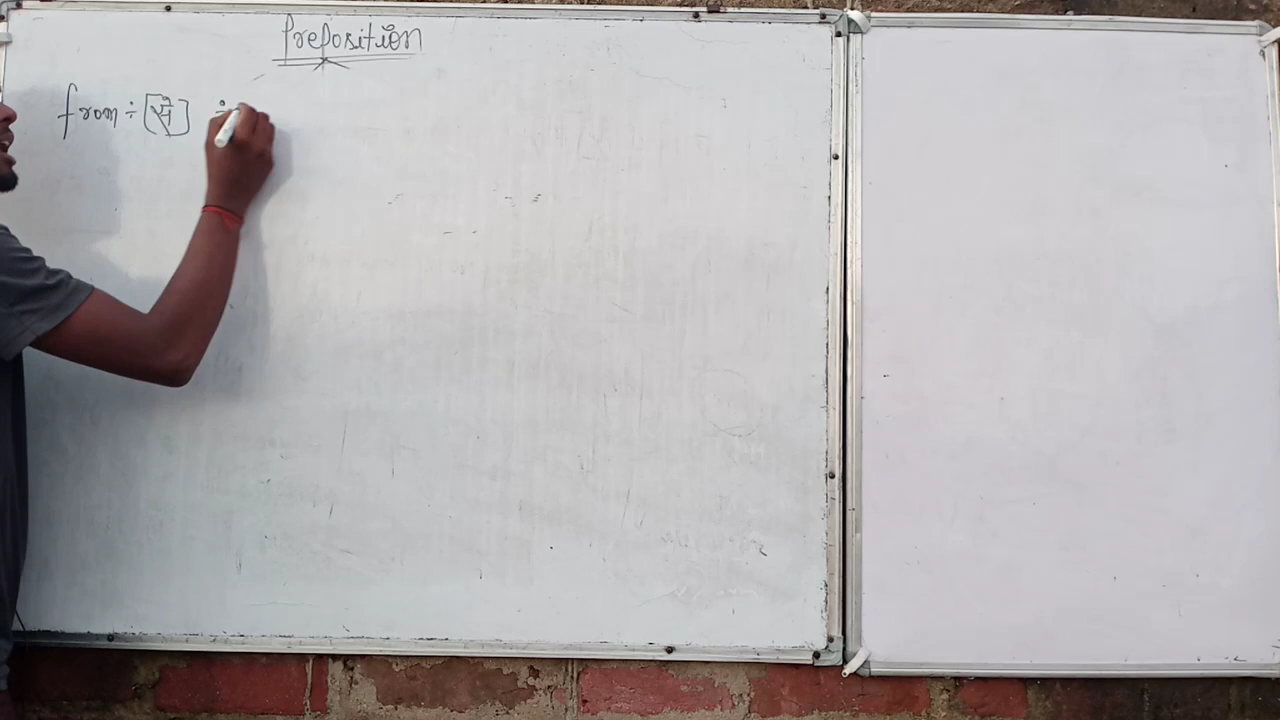 Preposition
from ÷ [से] ÷